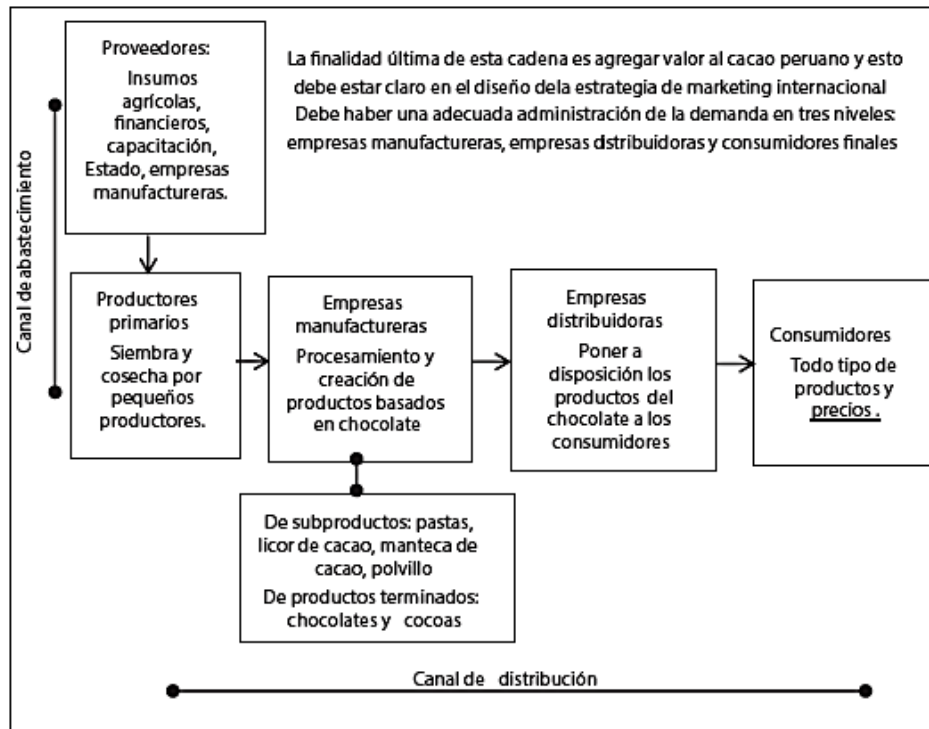 Proveedores:
Insumos
agrícolas,
financieros,
capacitación,
Estado, empresas
manufactureras.
La finalidad última de esta cadena es agregar valor al cacao peruano y esto
debe estar claro en el diseño dela estrategia de marketing internacional
Debe haber una adecuada administración de la demanda en tres niveles:
empresas manufactureras, empresas dstribuidoras y consumidores finales
Canal de abastecimiento
Productores
primarios
Siembra y
cosecha por
pequeños
productores.
Empresas
manufactureras
Procesamiento y
creación de
productos basados
en chocolate
Empresas
distribuidoras
Poner a
disposición los
productos del
chocolate a los
consumidores
Consumidores
Todo tipo de
productos y
precios .
De subproductos: pastas,
licor de cacao, manteca de
cacao, polvillo
De productos terminados:
chocolates y cocoas
Canal de distribución